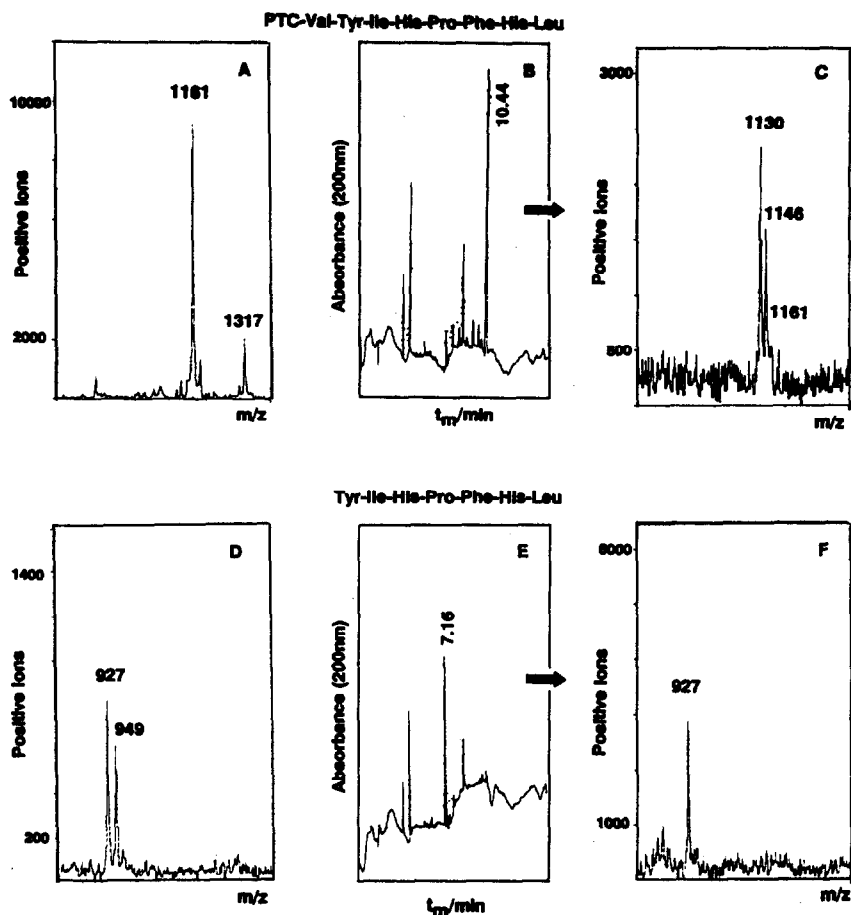 PTC-Val-Tyr-Ile-His-Pro-Phe-His-Leu
A
10000
1161
1317
2000
Positive Ions
m/z
B
10.44
Absorbance (200nm)
tm/min
C
3000
1130
1146
1161
800
Positive Ions
m/z
Tyr-Ile-His-Pro-Phe-His-Leu
D
1400
927
949
200
Positive Ions
m/z
E
7.16
Absorbance (200nm)
tm/min
F
6000
927
1000
Positive Ions
m/z